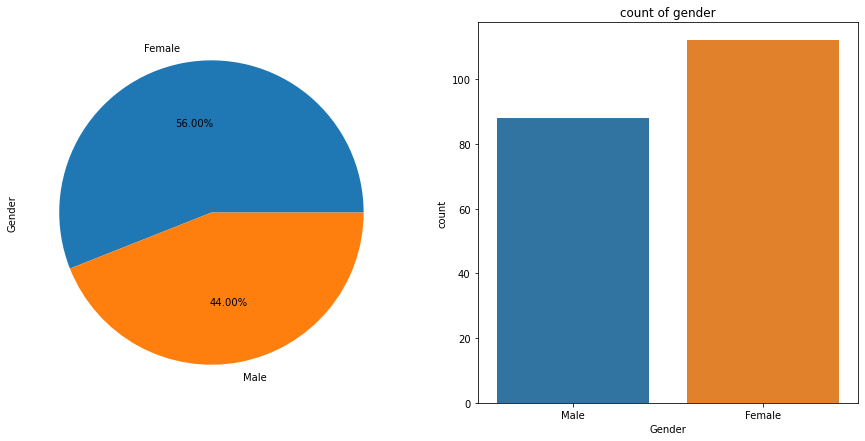 Female
56.00%
Gender
44.00%
Male
count of gender
count
100
80
60
40
20
0
Male
Female
Gender